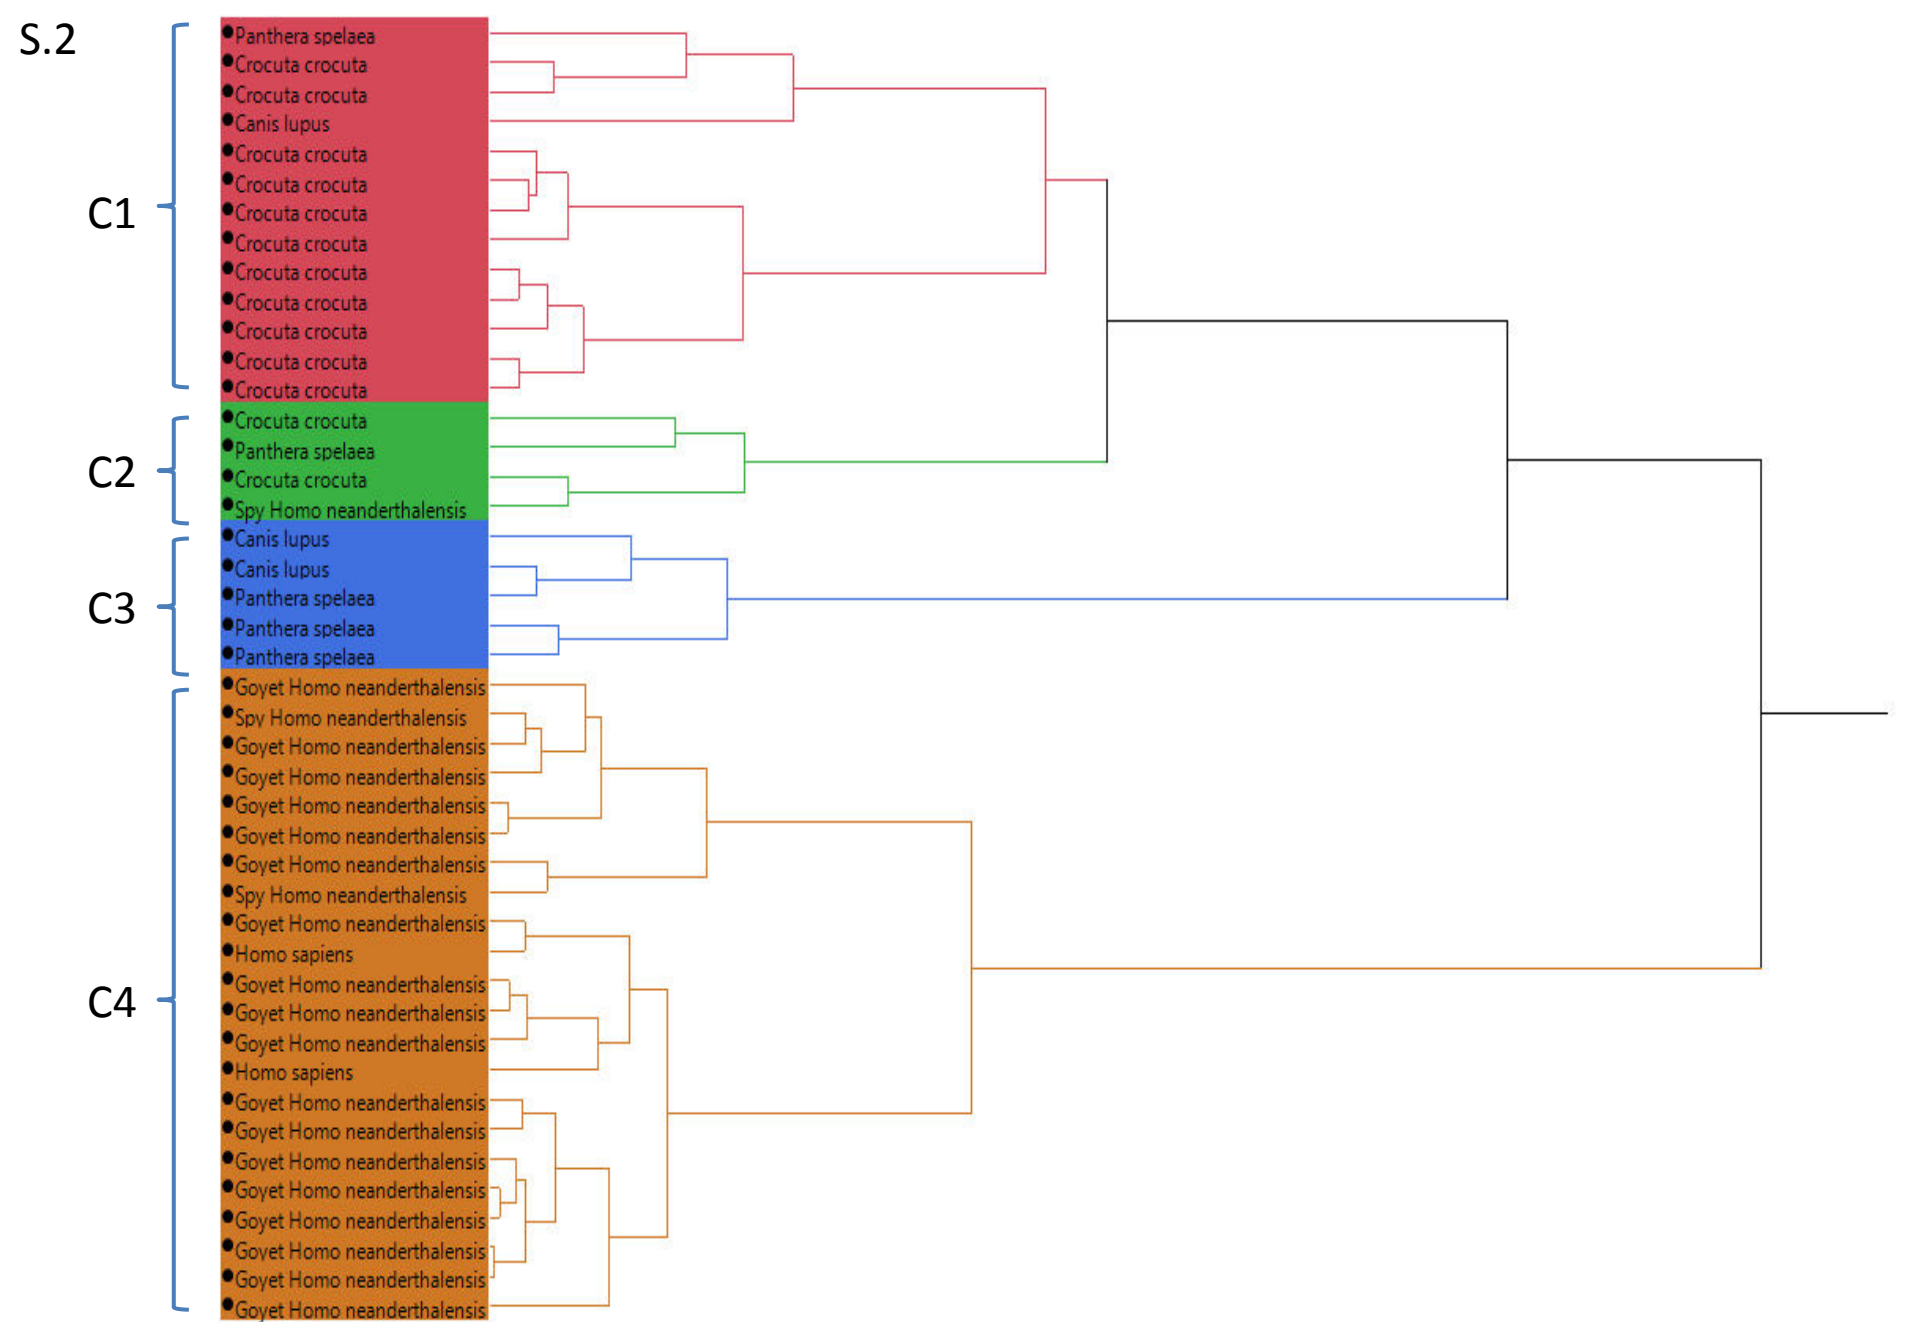 S.2
C1
Panthera spelaea
Crocuta crocuta
Crocuta crocuta
Canis lupus
Crocuta crocuta
Crocuta crocuta
Crocuta crocuta
Crocuta crocuta
Crocuta crocuta
Crocuta crocuta
Crocuta crocuta
Crocuta crocuta
Crocuta crocuta
C2
Crocuta crocuta
Panthera spelaea
Crocuta crocuta
Spy Homo neanderthalensis
C3
Canis lupus
Canis lupus
Panthera spelaea
Panthera spelaea
Panthera spelaea
C4
Goyet Homo neanderthalensis
Spy Homo neanderthalensis
Goyet Homo neanderthalensis
Goyet Homo neanderthalensis
Goyet Homo neanderthalensis
Goyet Homo neanderthalensis
Goyet Homo neanderthalensis
Spy Homo neanderthalensis
Goyet Homo neanderthalensis
Homo sapiens
Goyet Homo neanderthalensis
Goyet Homo neanderthalensis
Goyet Homo neanderthalensis
Homo sapiens
Goyet Homo neanderthalensis
Goyet Homo neanderthalensis
Goyet Homo neanderthalensis
Goyet Homo neanderthalensis
Goyet Homo neanderthalensis
Goyet Homo neanderthalensis
Goyet Homo neanderthalensis
Goyet Homo neanderthalensis